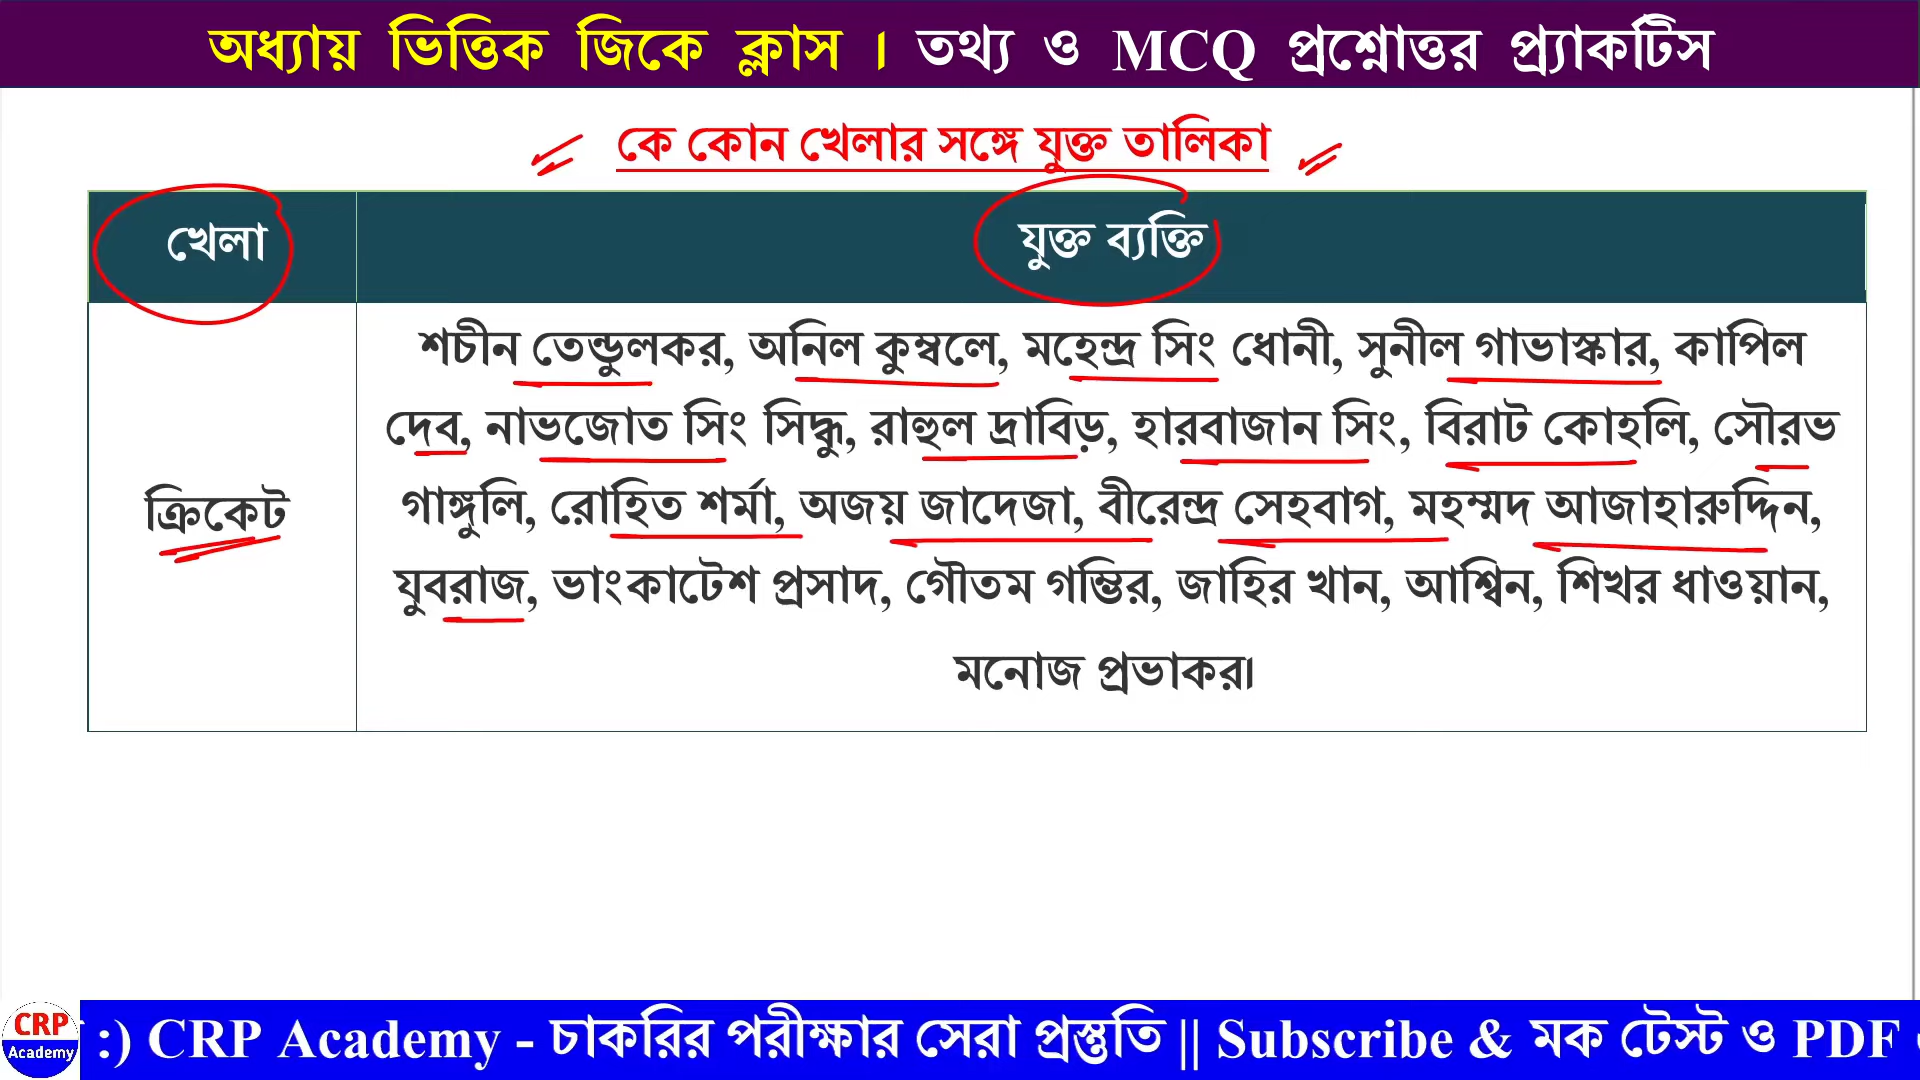 অধ্যায় ভিত্তিক জিকে ক্লাস । তথ্য ও MCQ প্রশ্নোত্তর প্র্যাকটিস
কে কোন খেলার সঙ্গে যুক্ত তালিকা
খেলা
যুক্ত ব্যক্তি
ক্রিকেট
শচীন তেন্ডুলকর, অনিল কুম্বলে, মহেন্দ্র সিং ধোনী, সুনীল গাভাস্কার, কাপিল
দেব, নাভজোত সিং সিদ্ধু, রাহুল দ্রাবিড়, হারবাজান সিং, বিরাট কোহলি, সৌরভ
গাঙ্গুলি, রোহিত শর্মা, অজয় জাদেজা, বীরেন্দ্র সেহবাগ, মহম্মদ আজাহারুদ্দিন,
যুবরাজ, ভাংকাটেশ প্রসাদ, গৌতম গম্ভির, জাহির খান, আশ্বিন, শিখর ধাওয়ান,
মনোজ প্রভাকর।
CRP
Academy
:) CRP Academy - চাকরির পরীক্ষার সেরা প্রস্তুতি || Subscribe & মক টেস্ট ও PDF